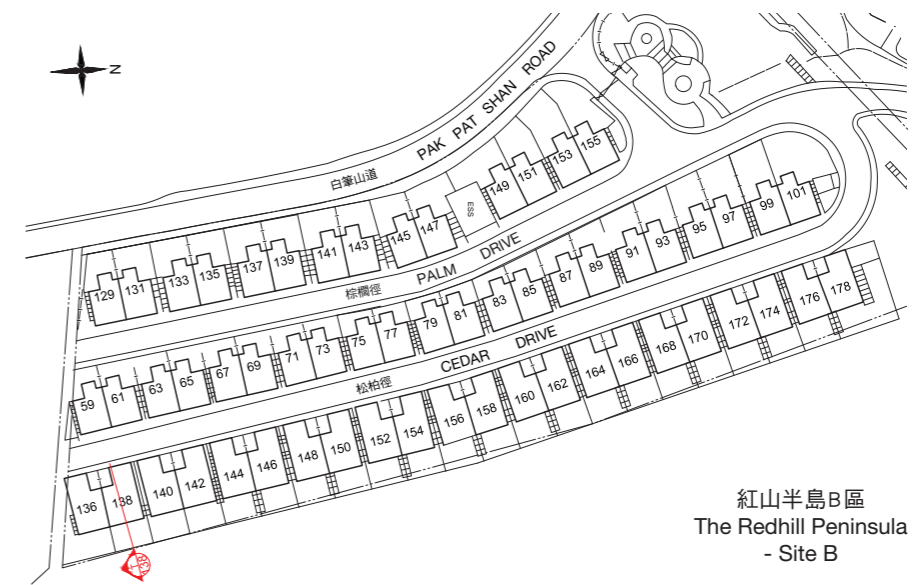 N
白筆山道 PAK PAT SHAN ROAD
149 151 153 155
ESS
129 131 133 135 137 139 141 143 145 147
棕櫚徑 PALM DRIVE
59 61 63 65 67 69 71 73 75 77 79 81 83 85 87 89 91 93 95 97 99 101
松柏徑 CEDAR DRIVE
136 138 140 142 144 146 148 150 152 154 156 158 160 162 164 166 168 170 172 174 176 178
紅山半島B區
The Redhill Peninsula
- Site B